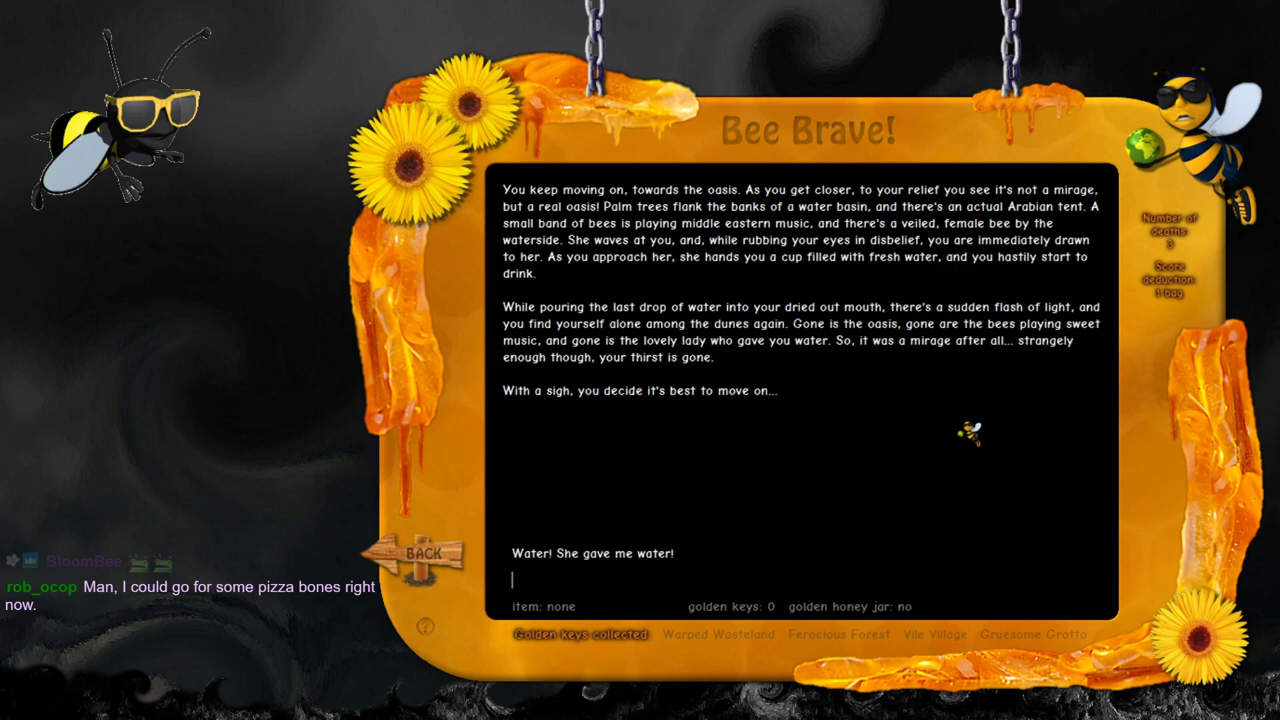 Bee Brave!
You keep moving on, towards the oasis. As you get closer, to your relief you see it's not a mirage,
but a real oasis! Palm trees flank the banks of a water basin, and there's an actual Arabian tent. A
small band of bees is playing middle eastern music, and there's a veiled, female bee by the
waterside. She waves at you, and, while rubbing your eyes in disbelief, you are immediately drawn
to her. As you approach her, she hands you a cup filled with fresh water, and you hastily start to
drink.
While pouring the last drop of water into your dried out mouth, there's a sudden flash of light, and
you find yourself alone among the dunes again. Gone is the oasis, gone are the bees playing sweet
music, and gone is the lovely lady who gave you water. So, it was a mirage after all... strangely
enough though, your thirst is gone.
With a sigh, you decide it's best to move on...
Number of
deaths:
3
Score
deduction:
1 bag
Water! She gave me water!
item: none golden keys: 0 golden honey jar: no
Golden keys collected Warped Wasteland Ferocious Forest Vile Village Gruesome Grotto
BACK
?
BloomBee
rob_ocop Man, I could go for some pizza bones right
now.